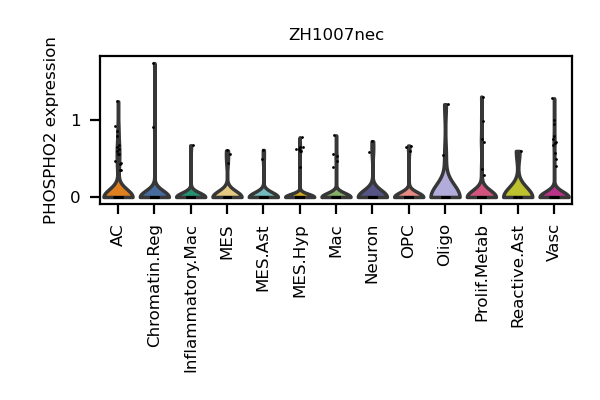 ZH1007nec
PHOSPHO2 expression
1
0
AC
Chromatin.Reg
Inflammatory.Mac
MES
MES.Ast
MES.Hyp
Mac
Neuron
OPC
Oligo
Prolif.Metab
Reactive.Ast
Vasc